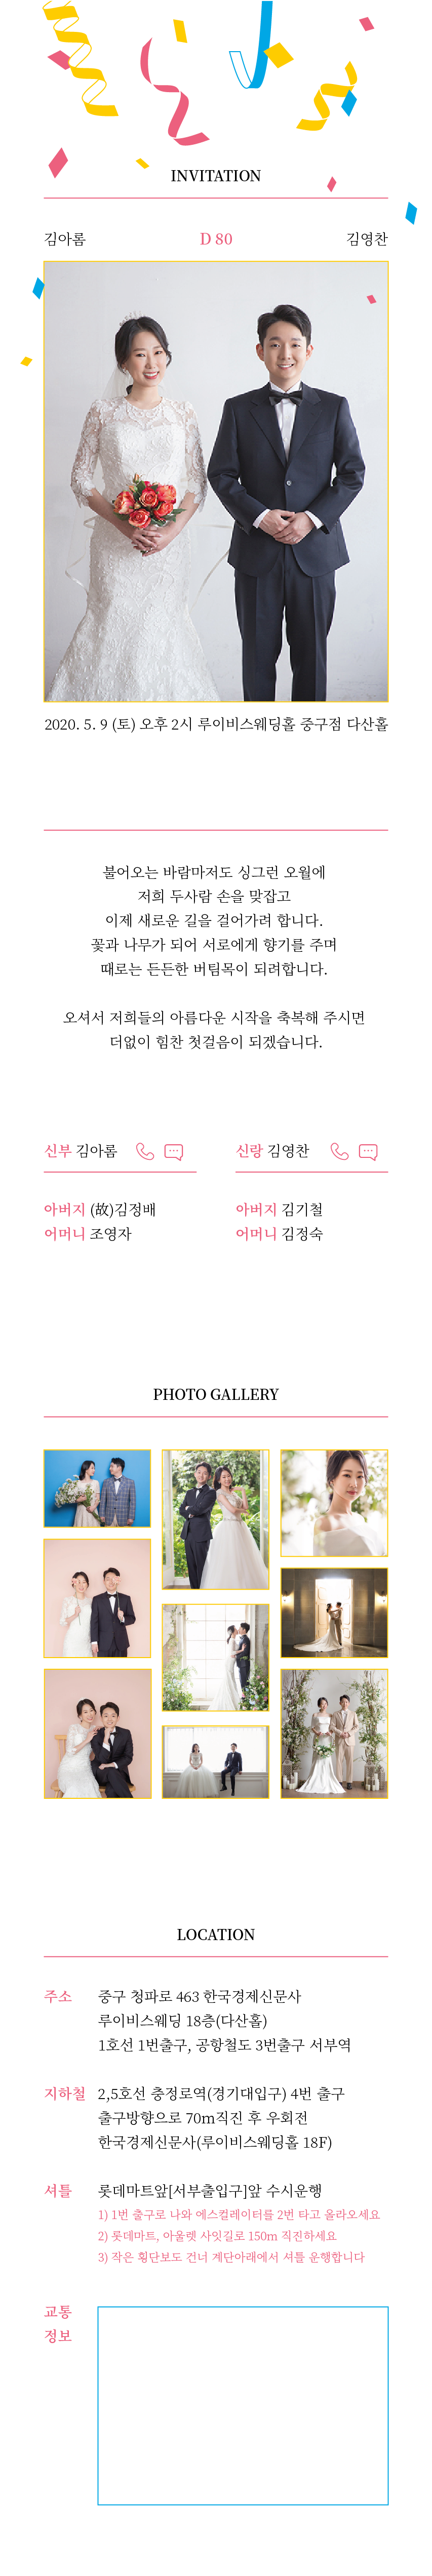 INVITATION
김아롬
D 80
김영찬
2020. 5. 9 (토) 오후 2시 루이비스웨딩홀 중구점 다산홀
불어오는 바람마저도 싱그런 오월에
저희 두사람 손을 맞잡고
이제 새로운 길을 걸어가려 합니다.
꽃과 나무가 되어 서로에게 향기를 주며
때로는 든든한 버팀목이 되려합니다.
오셔서 저희들의 아름다운 시작을 축복해 주시면
더없이 힘찬 첫걸음이 되겠습니다.
신부 김아롬
신랑 김영찬
아버지 (故)김정배
어머니 조영자
아버지 김기철
어머니 김정숙
PHOTO GALLERY
LOCATION
주소 중구 청파로 463 한국경제신문사
루이비스웨딩 18층(다산홀)
1호선 1번출구, 공항철도 3번출구 서부역
지하철 2,5호선 충정로역(경기대입구) 4번 출구
출구방향으로 70m직진 후 우회전
한국경제신문사(루이비스웨딩홀 18F)
셔틀 롯데마트앞[서부출입구]앞 수시운행
1) 1번 출구로 나와 에스컬레이터를 2번 타고 올라오세요
2) 롯데마트, 아울렛 사잇길로 150m 직진하세요
3) 작은 횡단보도 건너 계단아래에서 셔틀 운행합니다
교통
정보